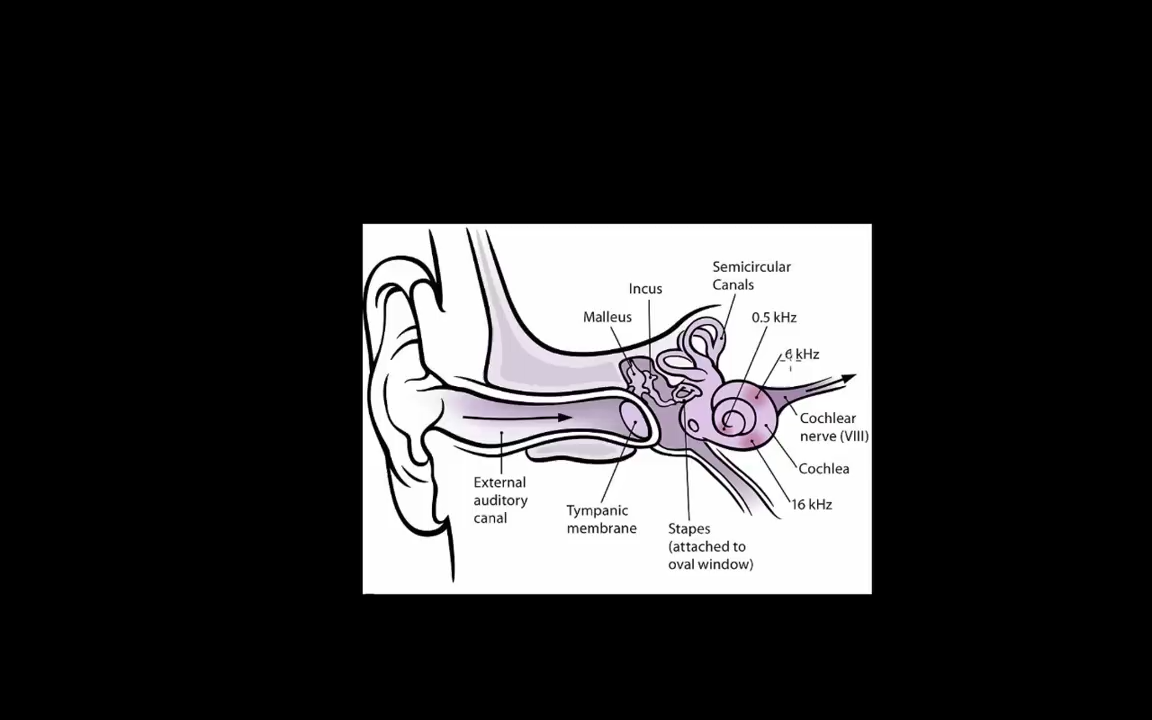 Semicircular
Canals
Incus
Malleus
0.5 kHz
6 kHz
Cochlear
nerve (VIII)
Cochlea
External
auditory
canal
16 kHz
Tympanic
membrane
Stapes
(attached to
oval window)